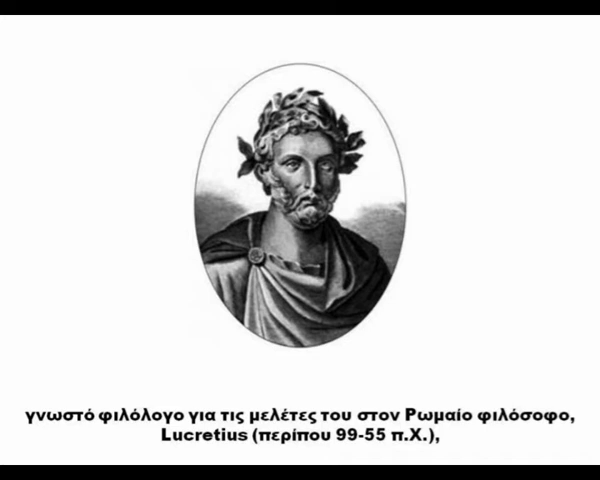 γνωστό φιλόλογο για τις μελέτες του στον Ρωμαίο φιλόσοφο,
Lucretius (περίπου 99-55 π.Χ.),